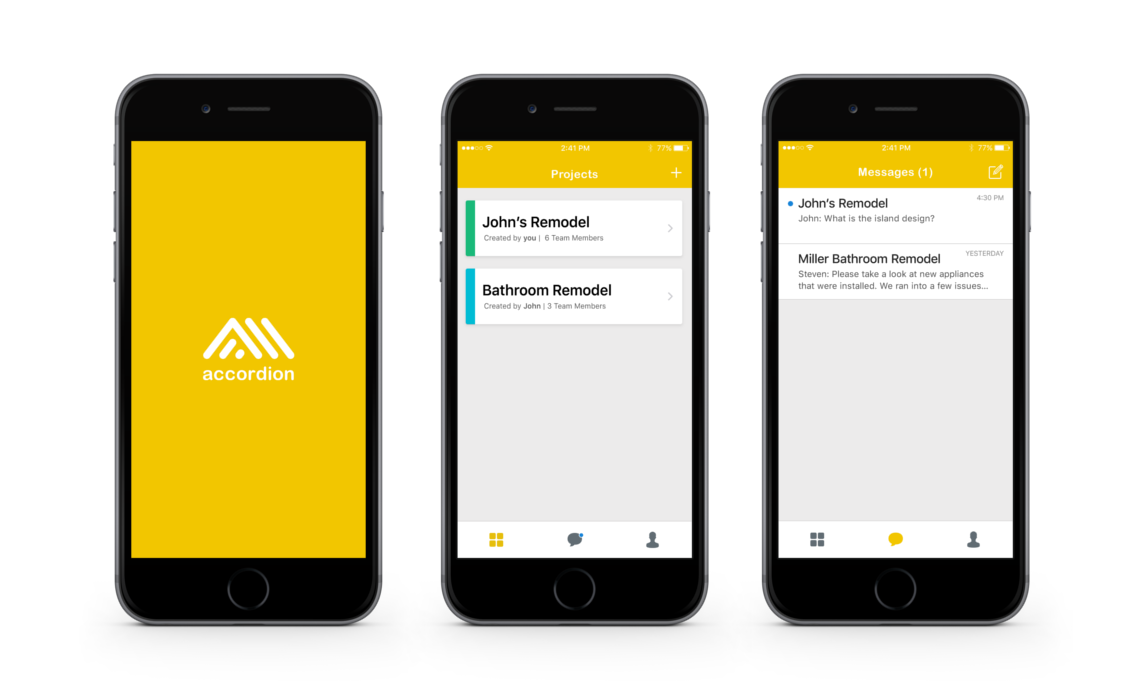 accordion
2:41 PM
77%
Projects
+
John's Remodel
Created by you | 6 Team Members
Bathroom Remodel
Created by John | 3 Team Members
2:41 PM
77%
Messages (1)
John's Remodel
4:30 PM
John: What is the island design?
Miller Bathroom Remodel
YESTERDAY
Steven: Please take a look at new appliances
that were installed. We ran into a few issues...